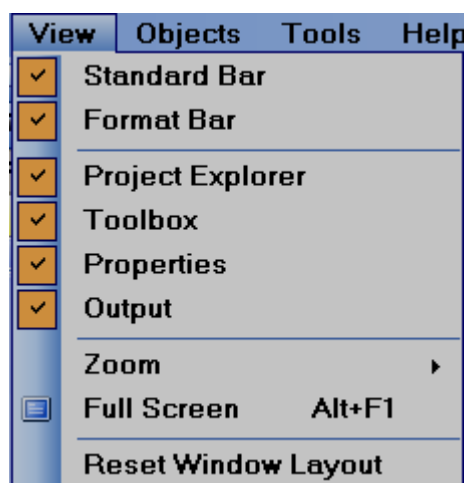 View Objects Tools Help
Standard Bar
Format Bar
Project Explorer
Toolbox
Properties
Output
Zoom
Full Screen Alt+F1
Reset Window Layout